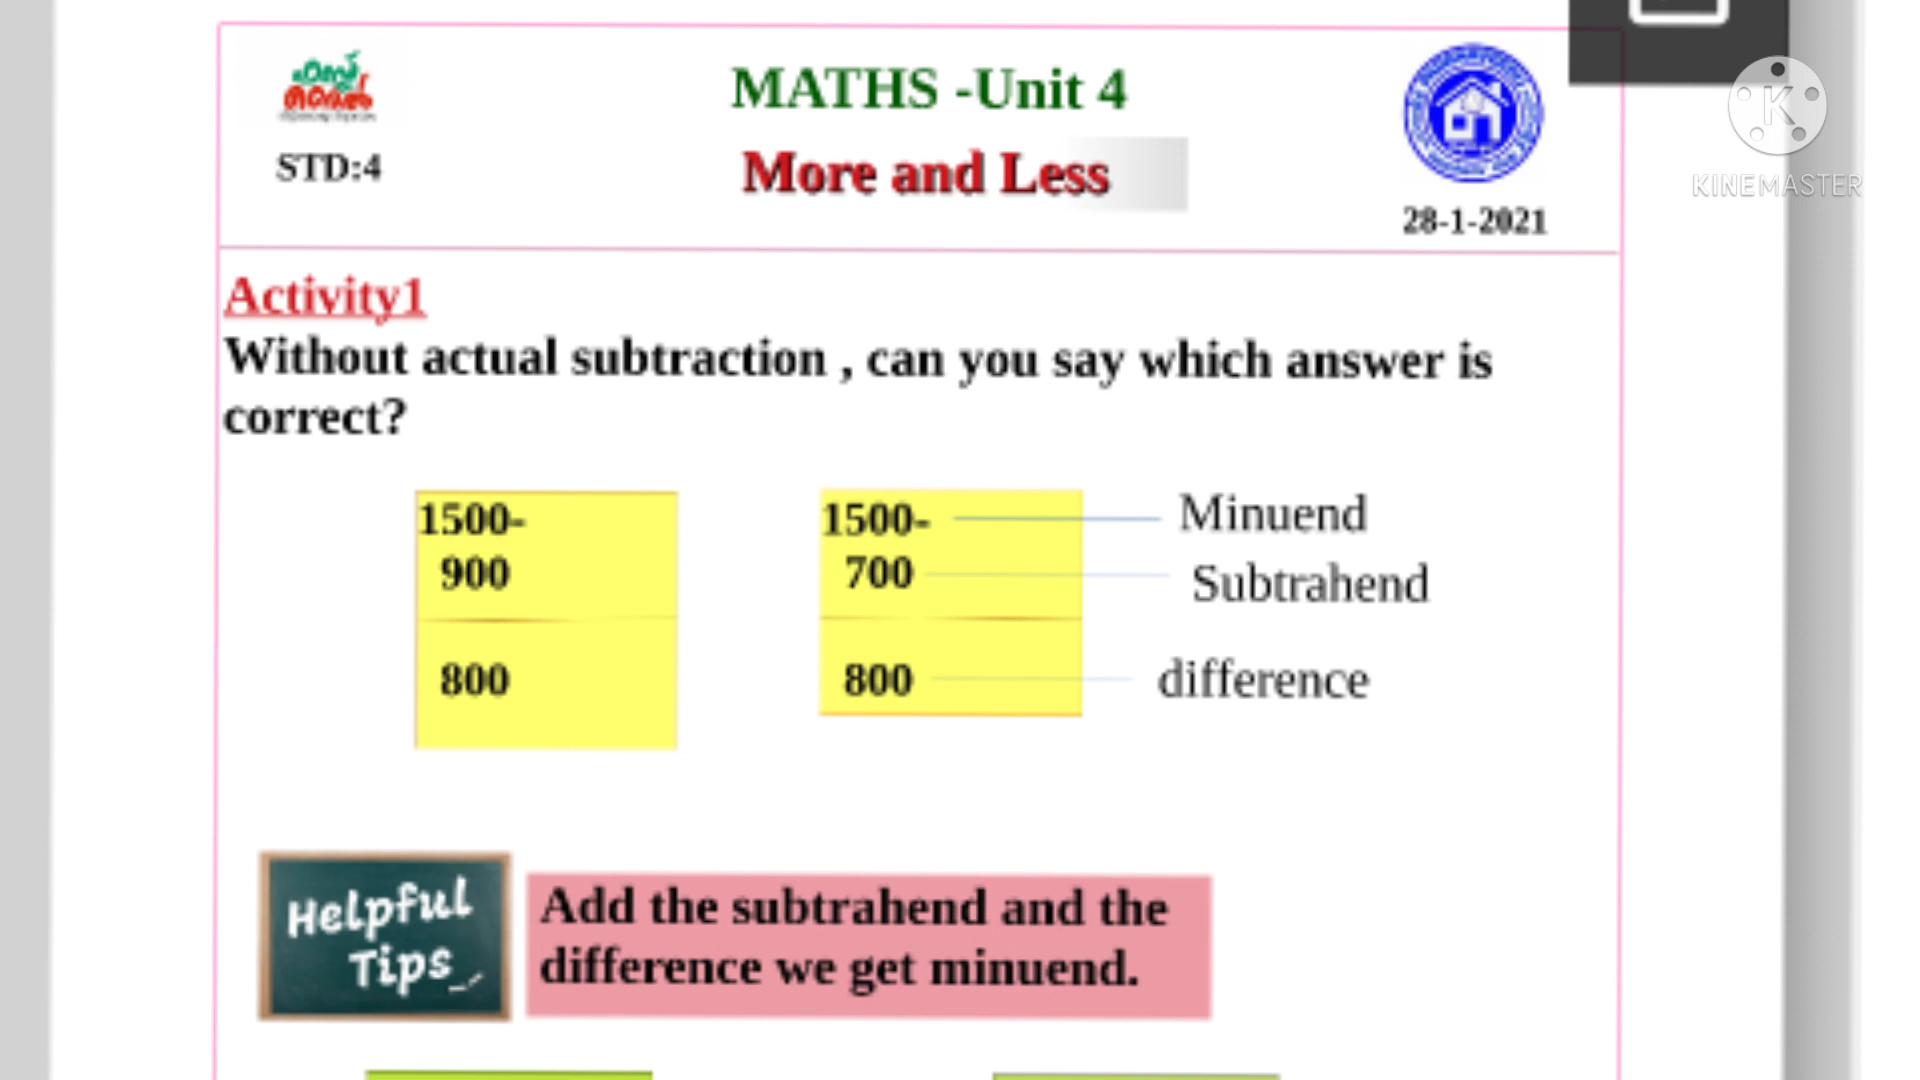 MATHS -Unit 4
STD:4
More and Less
28-1-2021
KINEMASTER
Activity1
Without actual subtraction , can you say which answer is
correct?
1500-
900
800
1500-
700
800
Minuend
Subtrahend
difference
Helpful
Tips
Add the subtrahend and the
difference we get minuend.